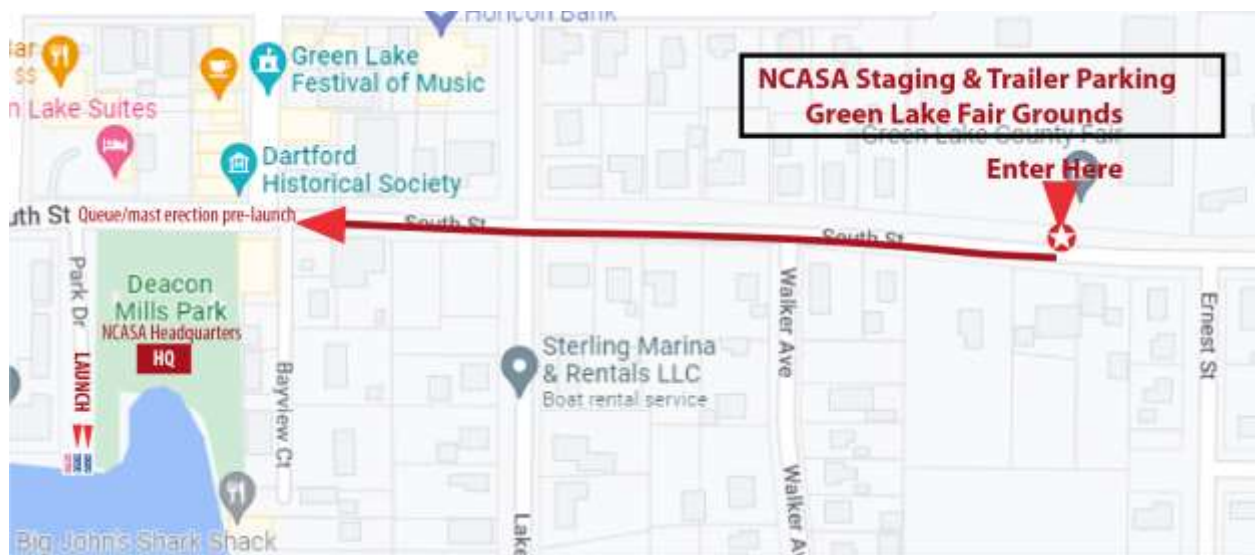 Horicon Bank
Bar
ss
n Lake Suites
Green Lake
Festival of Music
NCASA Staging & Trailer Parking
Green Lake Fair Grounds
Green Lake County Fair
Enter Here
Dartford
Historical Society
uth St
Queue/mast erection pre-launch
South St
South St
Park Dr
Deacon
Mills Park
NCASA Headquarters
HQ
LAUNCH
Bayview Ct
Sterling Marina
& Rentals LLC
Boat rental service
Walker Ave
Ernest St
Lake
Walker Av
Big John's Shark Shack